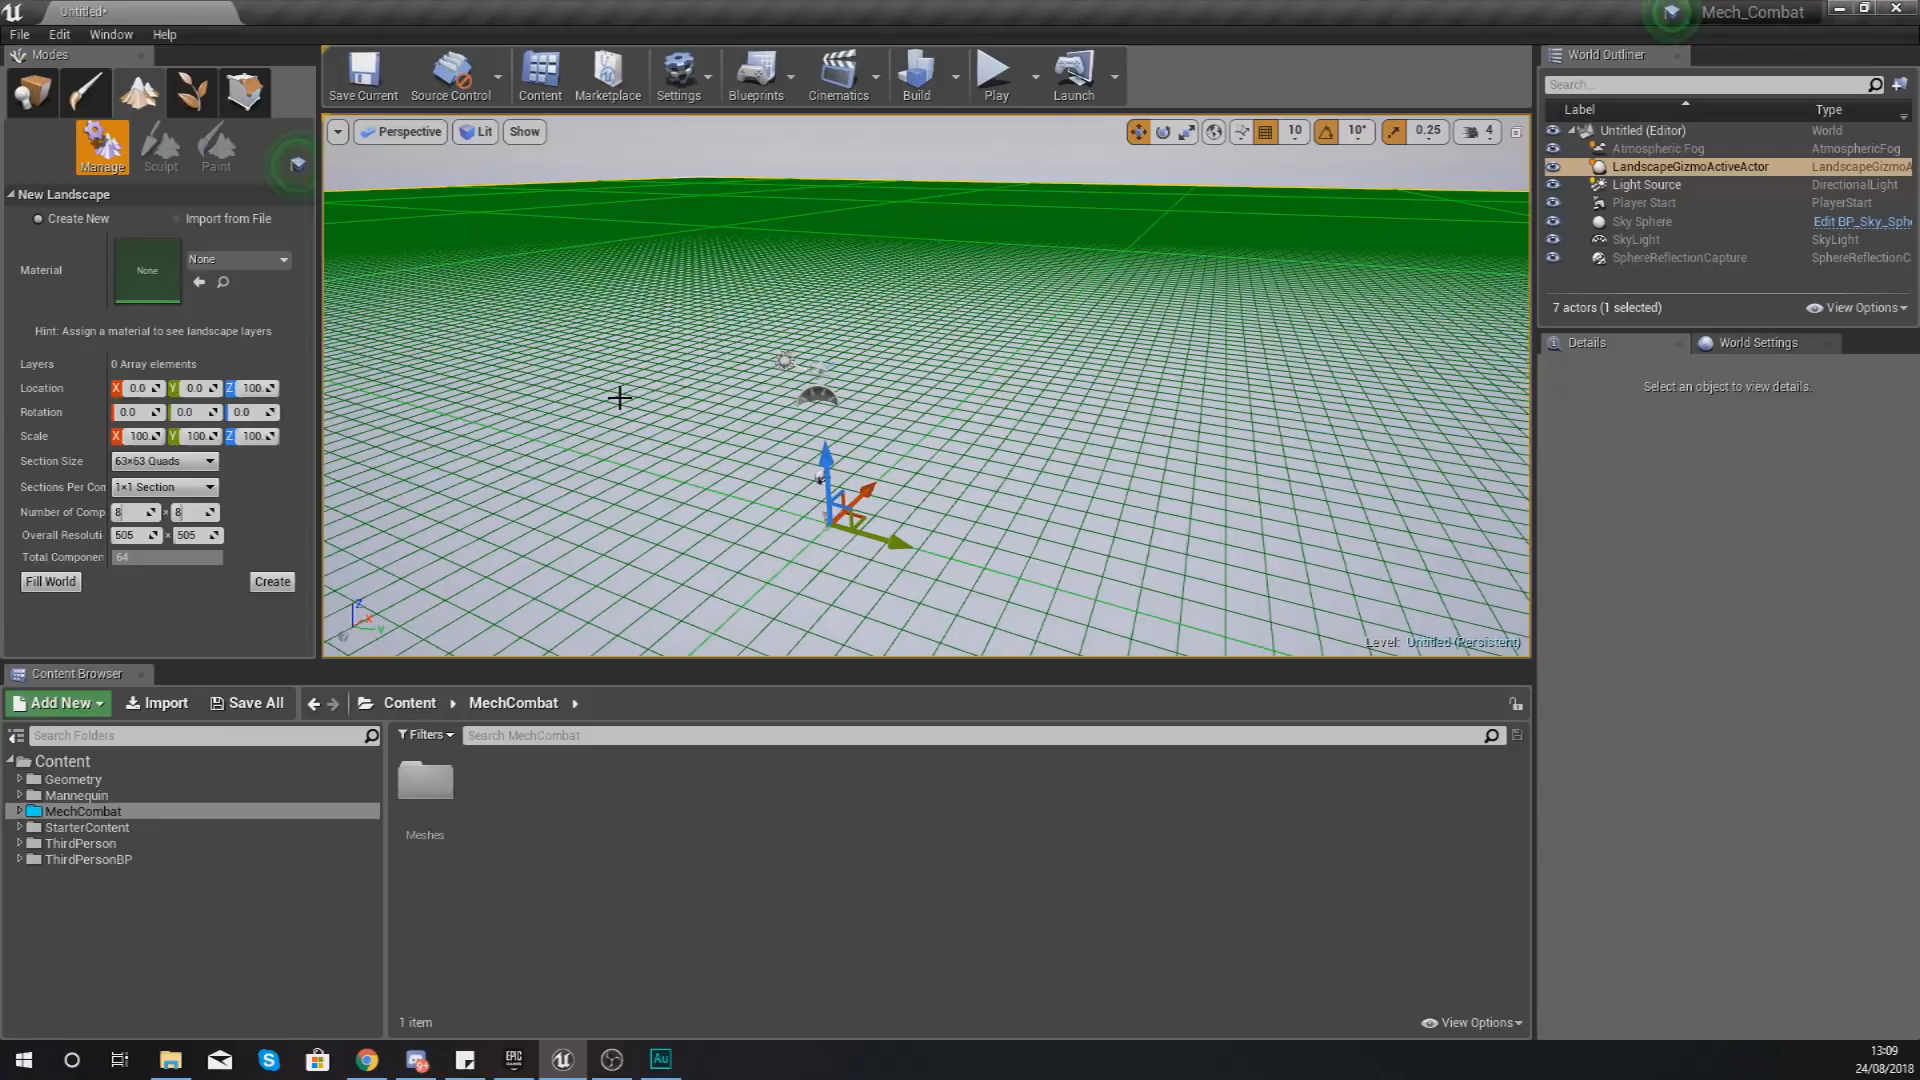 Untitled*
Mech_Combat
File Edit Window Help
Modes
Manage Sculpt Paint
New Landscape
Create New Import from File
Material None None
Hint: Assign a material to see landscape layers
Layers 0 Array elements
Location X 0.0 Y 0.0 Z 100.
Rotation 0.0 0.0 0.0
Scale X 100. Y 100. Z 100.
Section Size 63×63 Quads
Sections Per Con 1×1 Section
Number of Comp 8 × 8
Overall Resoluti 505 × 505
Total Componen 64
Fill World Create
Save Current Source Control Content Marketplace Settings Blueprints Cinematics Build Play Launch
Perspective Lit Show
10 10° 0.25 4
Z X Y
Level: Untitled (Persistent)
World Outliner
Search...
Label Type
Untitled (Editor) World
Atmospheric Fog AtmosphericFog
LandscapeGizmoActiveActor LandscapeGizmoA
Light Source DirectionalLight
Player Start PlayerStart
Sky Sphere Edit BP_Sky_Sph
SkyLight SkyLight
SphereReflectionCapture SphereReflectionC
7 actors (1 selected) View Options
Details World Settings
Select an object to view details.
Content Browser
Add New Import Save All Content MechCombat
Search Folders
Filters Search MechCombat
Content
Geometry
Mannequin
MechCombat
StarterContent
ThirdPerson
ThirdPersonBP
Meshes
1 item View Options
EPIC GAMES
Au
13:09
24/08/2018